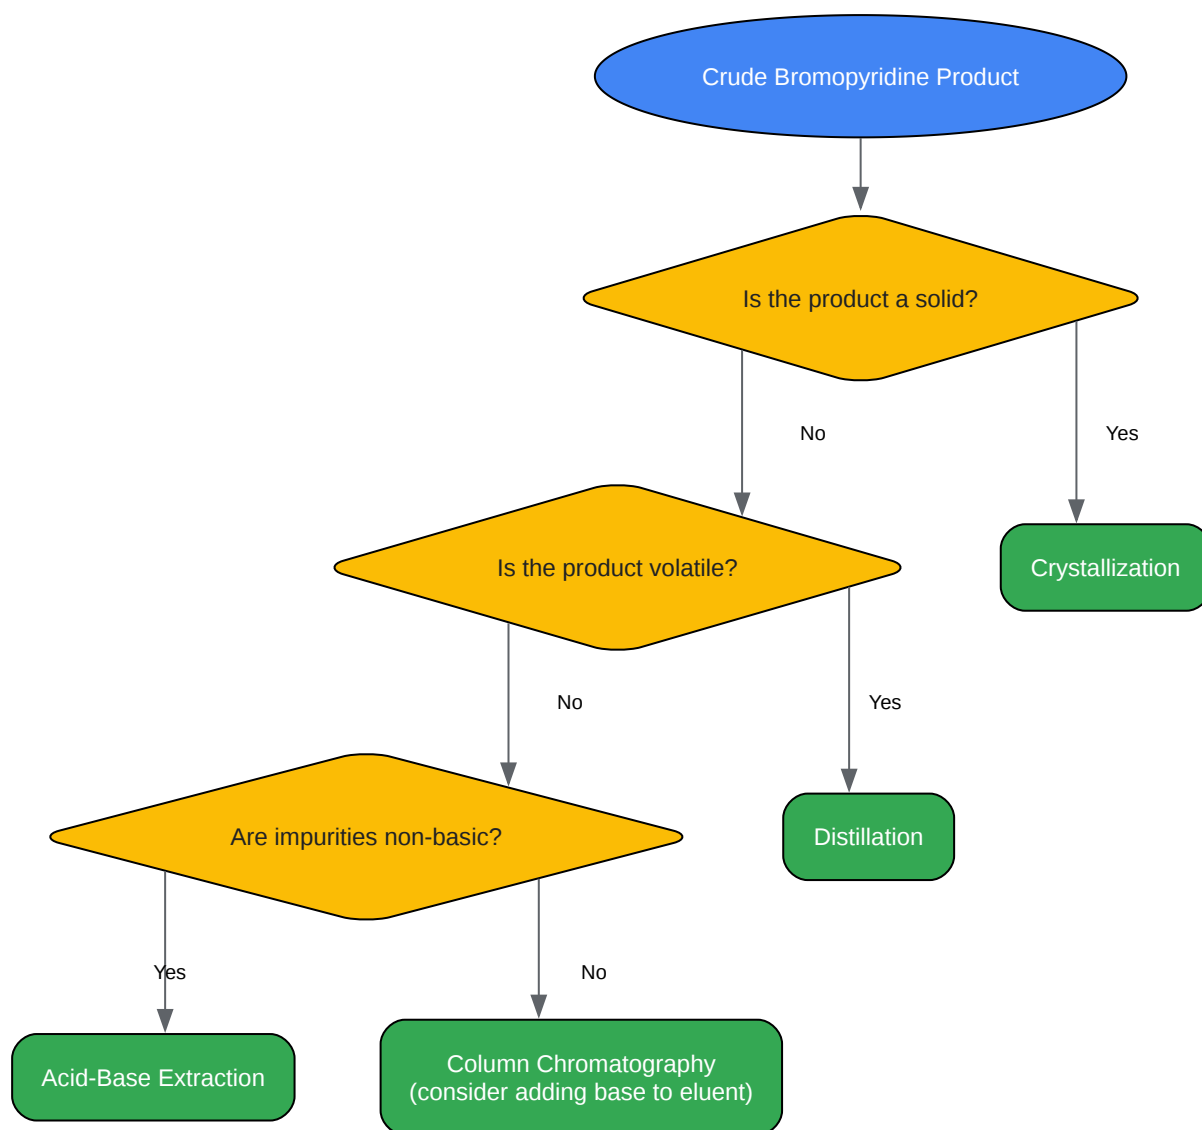 Crude Bromopyridine Product
Is the product a solid?
No
Yes
Is the product volatile?
Crystallization
No
Yes
Are impurities non-basic?
Distillation
Yes
No
Acid-Base Extraction
Column Chromatography
(consider adding base to eluent)